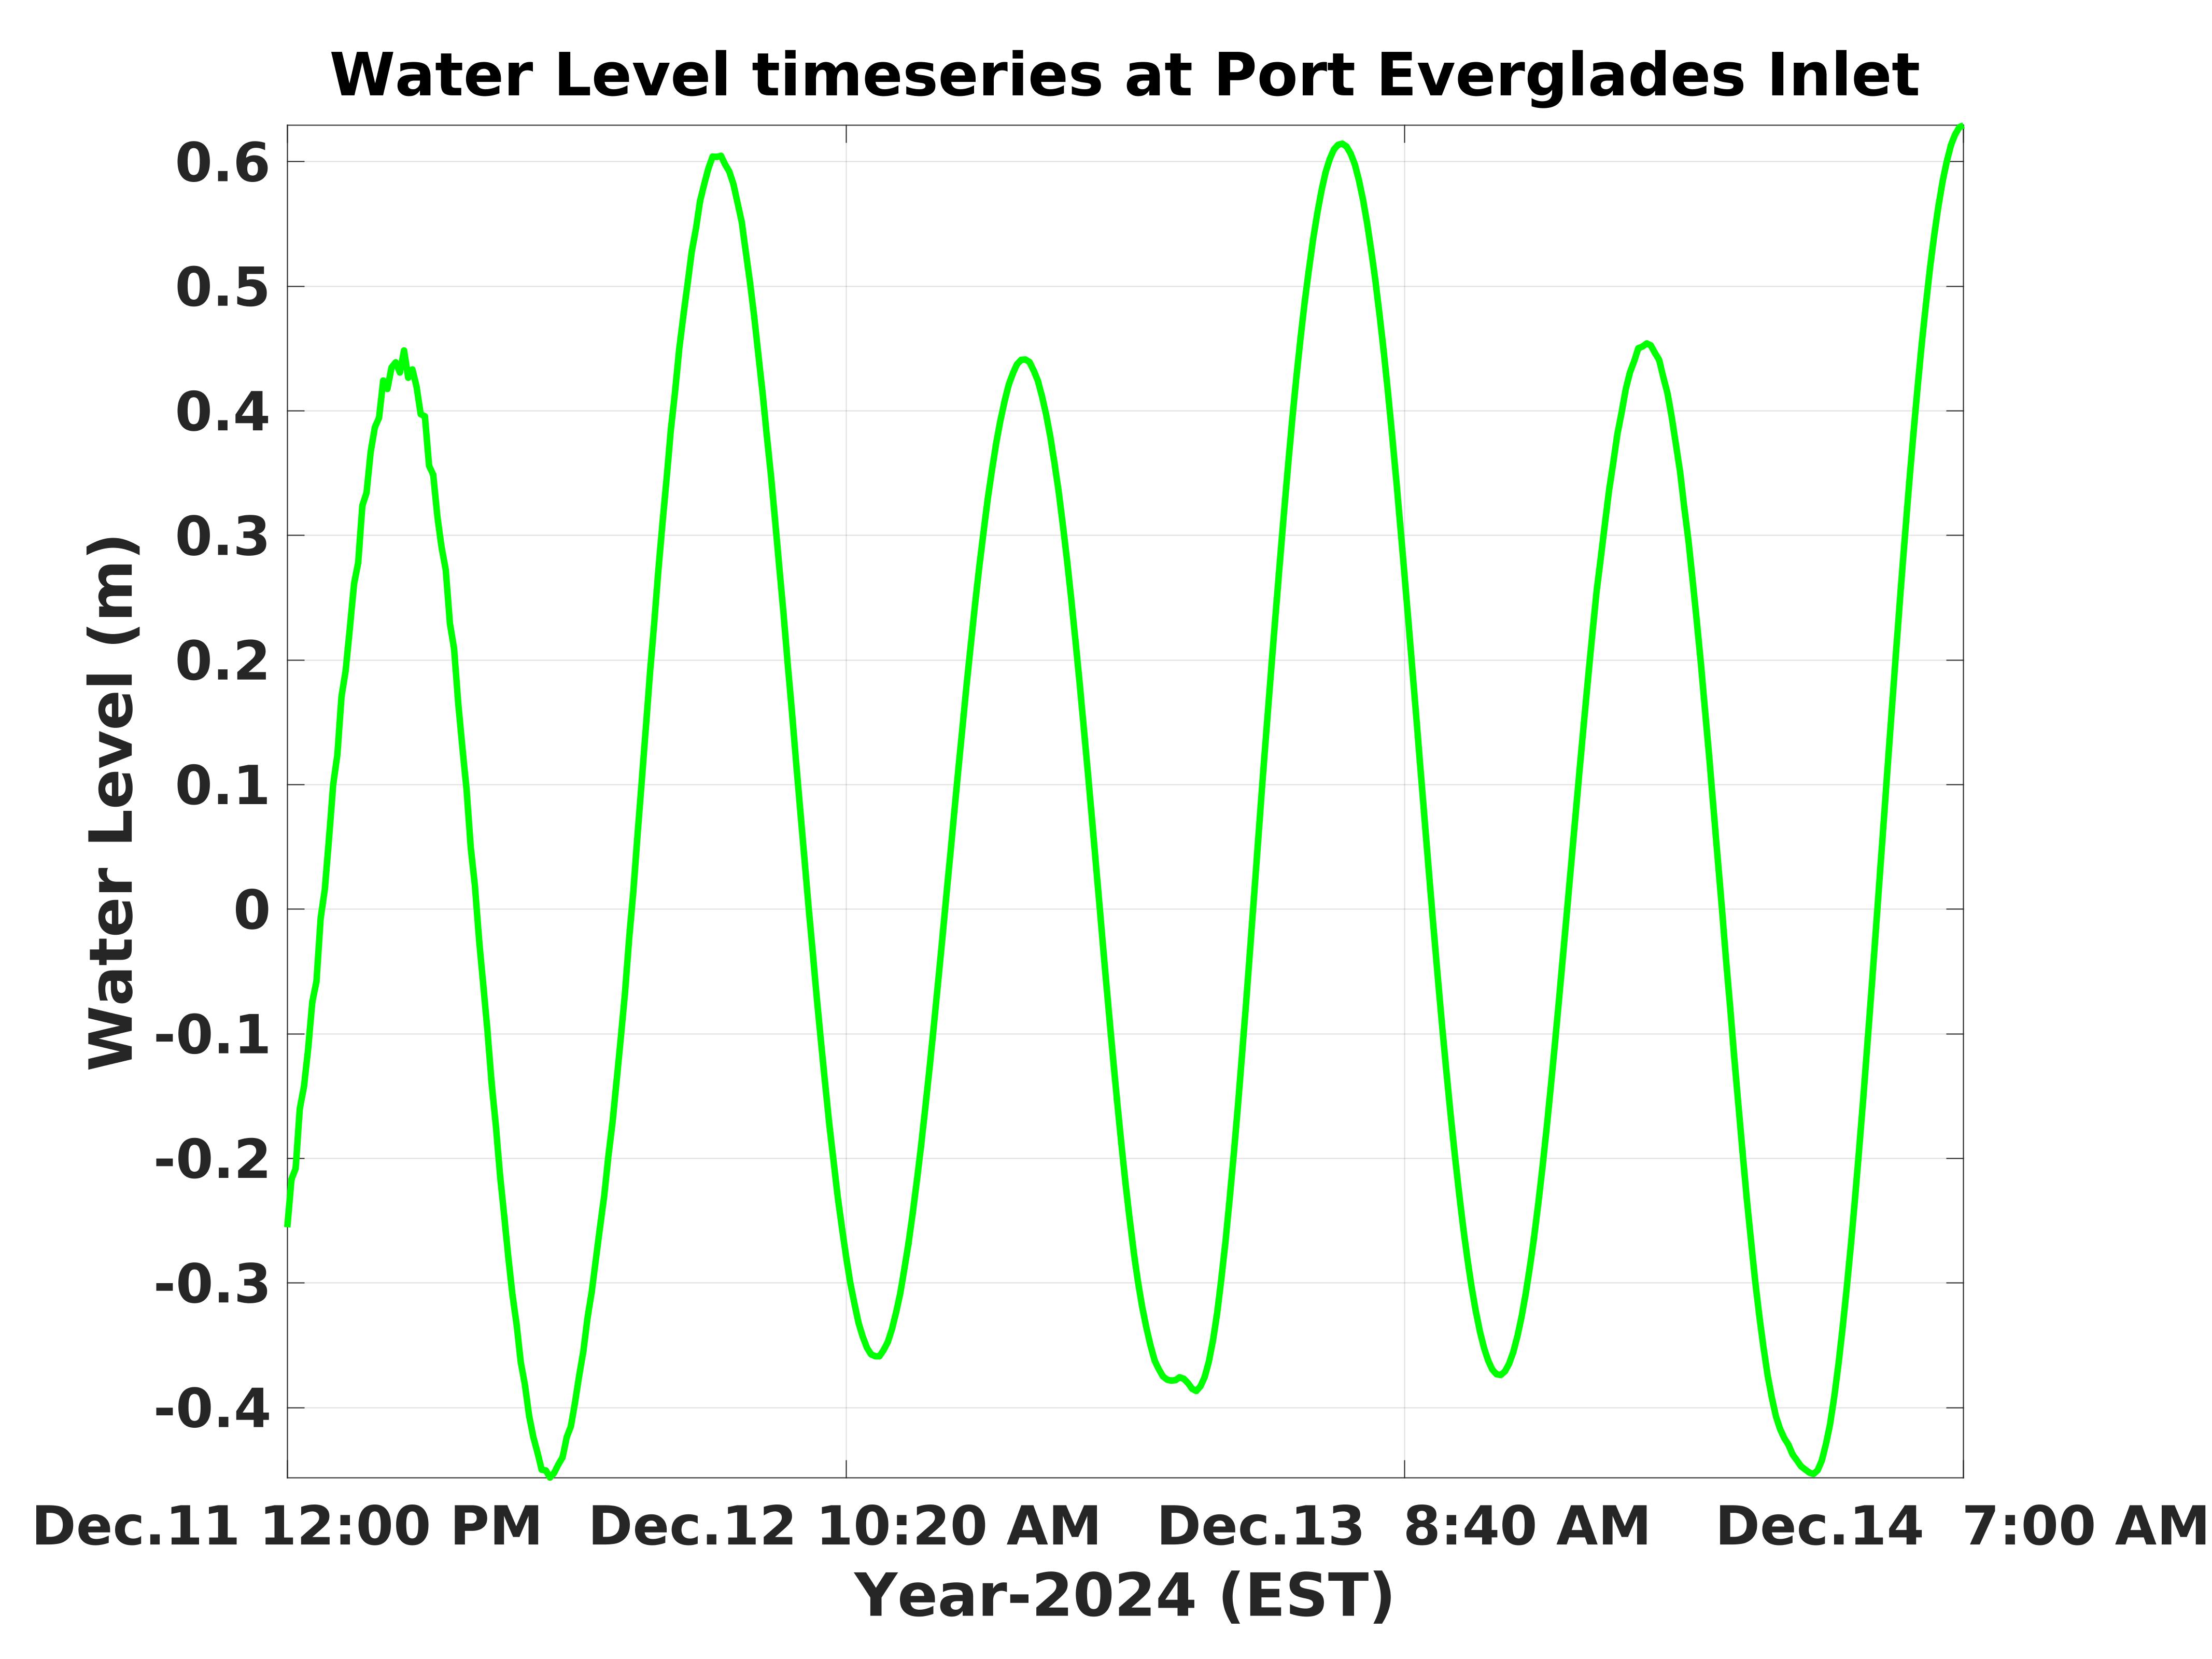 Water Level timeseries at Port Everglades Inlet
0.6
0.5
0.4
0.3
0.2
0.1
0
-0.1
-0.2
-0.3
-0.4
Water Level (m)
Dec.11 12:00 PM Dec.12 10:20 AM Dec.13 8:40 AM Dec.14 7:00 AM
Year-2024 (EST)